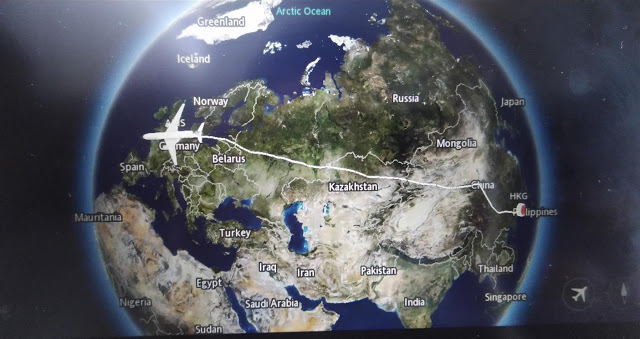 Arctic Ocean
Greenland
Iceland
Norway
Russia
Japan
Germany
Belarus
Mongolia
Spain
Kazakhstan
China
HKG
Philippines
Mauritania
Turkey
Iraq
Iran
Pakistan
Thailand
Egypt
India
Nigeria
Saudi Arabia
Singapore
Sudan